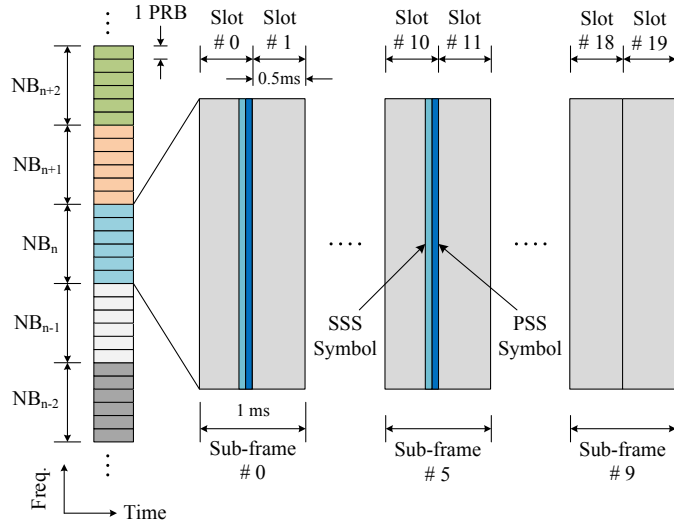 1 PRB
Slot
# 0
Slot
# 1
Slot
# 10
Slot
# 11
Slot
# 18
Slot
# 19
0.5ms
NBn+2
NBn+1
NBn
NBn-1
NBn-2
SSS
Symbol
PSS
Symbol
1 ms
Sub-frame
# 0
Sub-frame
# 5
Sub-frame
# 9
Freq.
Time